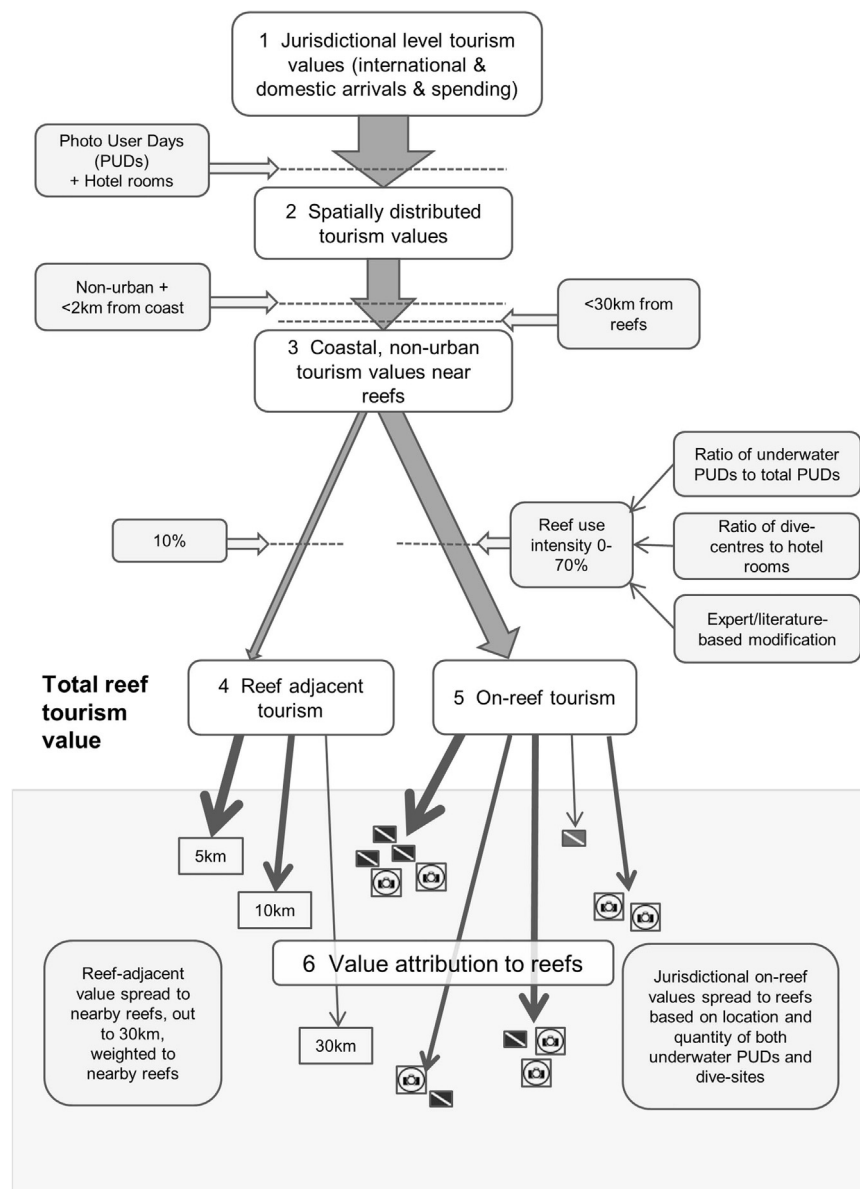 1 Jurisdictional level tourism
values (international &
domestic arrivals & spending)
Photo User Days
(PUDs)
+ Hotel rooms
2 Spatially distributed
tourism values
Non-urban +
<2km from coast
<30km from
reefs
3 Coastal, non-urban
tourism values near
reefs
Ratio of underwater
PUDs to total PUDs
10%
Reef use
intensity 0-
70%
Ratio of dive-
centres to hotel
rooms
Expert/literature-
based modification
Total reef
tourism
value
4 Reef adjacent
tourism
5 On-reef tourism
5km
10km
6 Value attribution to reefs
Reef-adjacent
value spread to
nearby reefs, out
to 30km,
weighted to
nearby reefs
30km
Jurisdictional on-reef
values spread to reefs
based on location and
quantity of both
underwater PUDs and
dive-sites